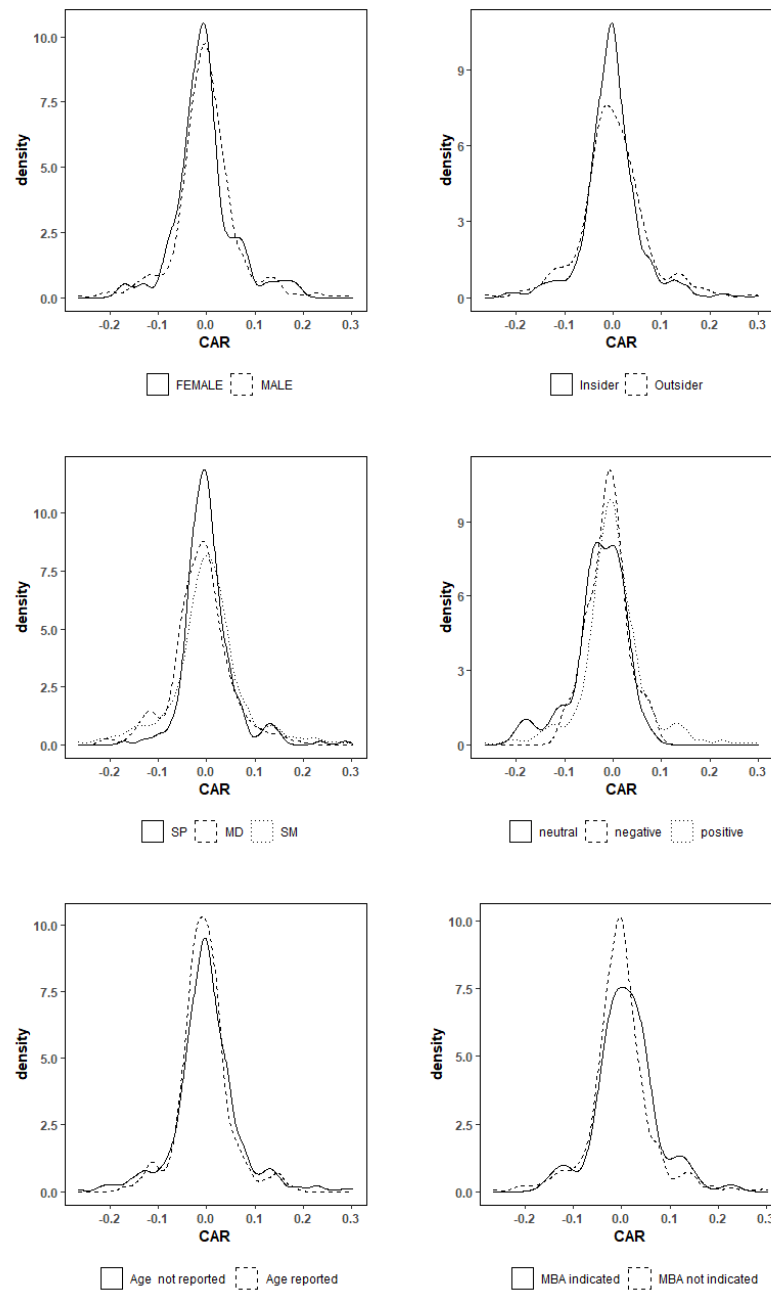 10.0
7.5
5.0
2.5
0.0
density
-0.2 -0.1 0.0 0.1 0.2 0.3
CAR
FEMALE MALE
9
6
3
0
density
-0.2 -0.1 0.0 0.1 0.2 0.3
CAR
Insider Outsider
10.0
7.5
5.0
2.5
0.0
density
-0.2 -0.1 0.0 0.1 0.2 0.3
CAR
SP MD SM
9
6
3
0
density
-0.2 -0.1 0.0 0.1 0.2 0.3
CAR
neutral negative positive
10.0
7.5
5.0
2.5
0.0
density
-0.2 -0.1 0.0 0.1 0.2 0.3
CAR
Age not reported Age reported
10.0
7.5
5.0
2.5
0.0
density
-0.2 -0.1 0.0 0.1 0.2 0.3
CAR
MBA indicated MBA not indicated